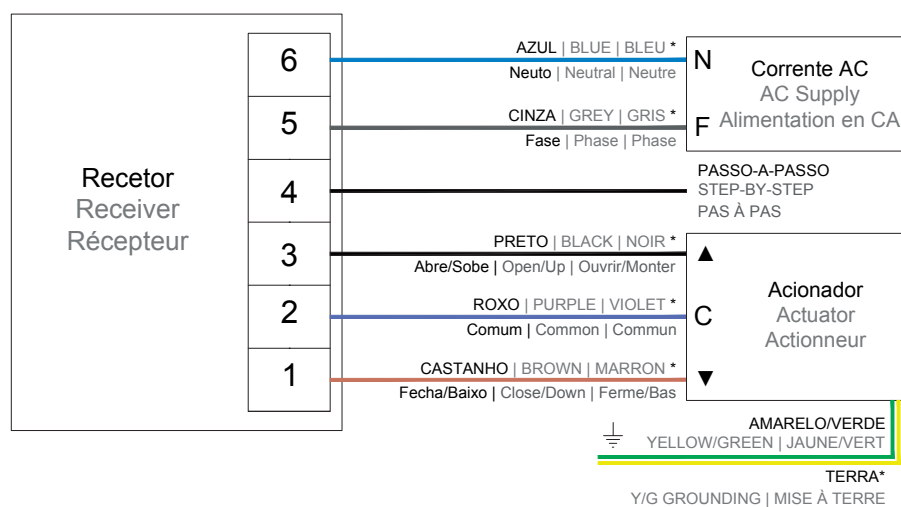 Recetor
Receiver
Récepteur
6
5
4
3
2
1
AZUL | BLUE | BLEU *
Neuto | Neutral | Neutre
CINZA | GREY | GRIS *
Fase | Phase | Phase
N
F
Corrente AC
AC Supply
Alimentation en CA
PASSO-A-PASSO
STEP-BY-STEP
PAS À PAS
PRETO | BLACK | NOIR *
Abre/Sobe | Open/Up | Ouvrir/Monter
ROXO | PURPLE | VIOLET *
Comum | Common | Commun
CASTANHO | BROWN | MARRON *
Fecha/Baixo | Close/Down | Ferme/Bas
▲
C
▼
Acionador
Actuator
Actionneur
AMARELO/VERDE
YELLOW/GREEN | JAUNE/VERT
TERRA*
Y/G GROUNDING | MISE À TERRE